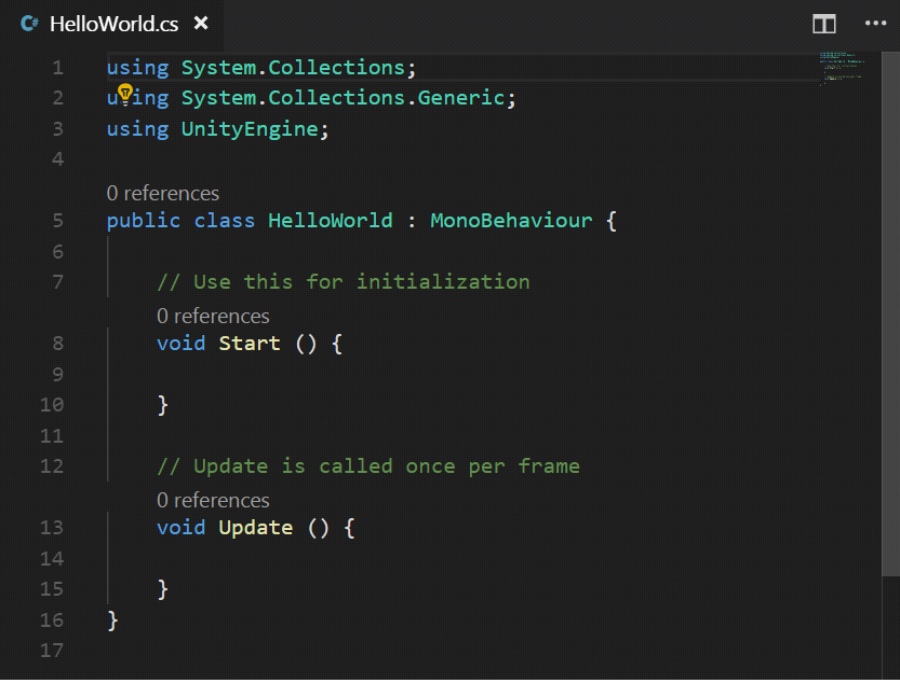 HelloWorld.cs
1 using System.Collections;
2 using System.Collections.Generic;
3 using UnityEngine;
4
0 references
5 public class HelloWorld : MonoBehaviour {
6
7 // Use this for initialization
0 references
8 void Start () {
9
10 }
11
12 // Update is called once per frame
0 references
13 void Update () {
14
15 }
16 }
17